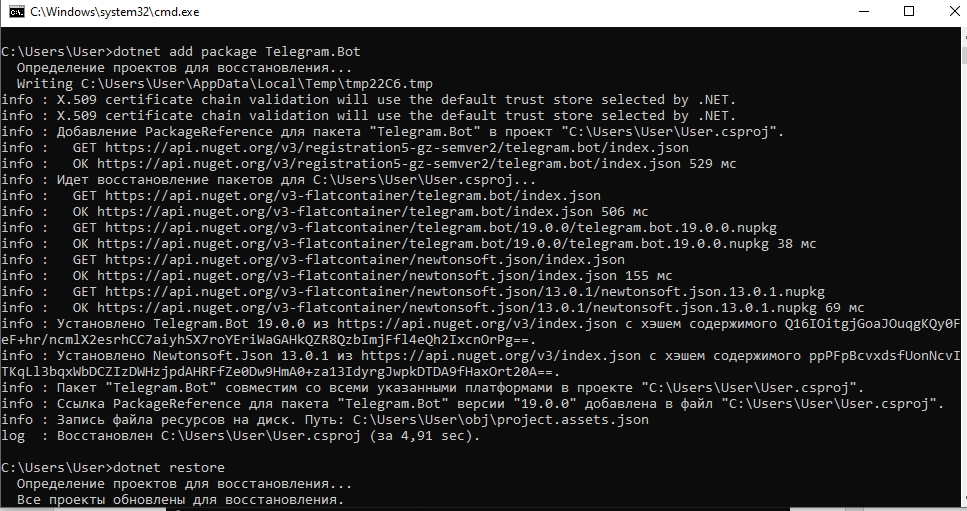 C:\Windows\system32\cmd.exe
C:\Users\User>dotnet add package Telegram.Bot
Определение проектов для восстановления...
Writing C:\Users\User\AppData\Local\Temp\tmp22C6.tmp
info : X.509 certificate chain validation will use the default trust store selected by .NET.
info : X.509 certificate chain validation will use the default trust store selected by .NET.
info : Добавление PackageReference для пакета "Telegram.Bot" в проект "C:\Users\User\User.csproj".
info :   GET https://api.nuget.org/v3/registration5-gz-semver2/telegram.bot/index.json
info :   OK https://api.nuget.org/v3/registration5-gz-semver2/telegram.bot/index.json 529 мс
info : Идет восстановление пакетов для C:\Users\User\User.csproj...
info :   GET https://api.nuget.org/v3-flatcontainer/telegram.bot/index.json
info :   OK https://api.nuget.org/v3-flatcontainer/telegram.bot/index.json 506 мс
info :   GET https://api.nuget.org/v3-flatcontainer/telegram.bot/19.0.0/telegram.bot.19.0.0.nupkg
info :   OK https://api.nuget.org/v3-flatcontainer/telegram.bot/19.0.0/telegram.bot.19.0.0.nupkg 38 мс
info :   GET https://api.nuget.org/v3-flatcontainer/newtonsoft.json/index.json
info :   OK https://api.nuget.org/v3-flatcontainer/newtonsoft.json/index.json 155 мс
info :   GET https://api.nuget.org/v3-flatcontainer/newtonsoft.json/13.0.1/newtonsoft.json.13.0.1.nupkg
info :   OK https://api.nuget.org/v3-flatcontainer/newtonsoft.json/13.0.1/newtonsoft.json.13.0.1.nupkg 69 мс
info : Установлено Telegram.Bot 19.0.0 из https://api.nuget.org/v3/index.json с хэшем содержимого Q16IOitgjGoaJOuqgKQy0F
eF+hr/ncmlX2esrhCC7aiyhSX7roYEriWaGAHkQZR8QzbImjFfl4eQh2IxcnOrPg==.
info : Установлено Newtonsoft.Json 13.0.1 из https://api.nuget.org/v3/index.json с хэшем содержимого ppPFpBcvxdsfUonNcvI
TKqLl3bqxWbDCZIzDWHzjpdAHRFfZe0Dw9HmA0+za13IdyrgJwpkDTDA9fHaxOrt20A==.
info : Пакет "Telegram.Bot" совместим со всеми указанными платформами в проекте "C:\Users\User\User.csproj".
info : Ссылка PackageReference для пакета "Telegram.Bot" версии "19.0.0" добавлена в файл "C:\Users\User\User.csproj".
info : Запись файла ресурсов на диск. Путь: C:\Users\User\obj\project.assets.json
log  : Восстановлен C:\Users\User\User.csproj (за 4,91 sec).
C:\Users\User>dotnet restore
Определение проектов для восстановления...
Все проекты обновлены для восстановления.